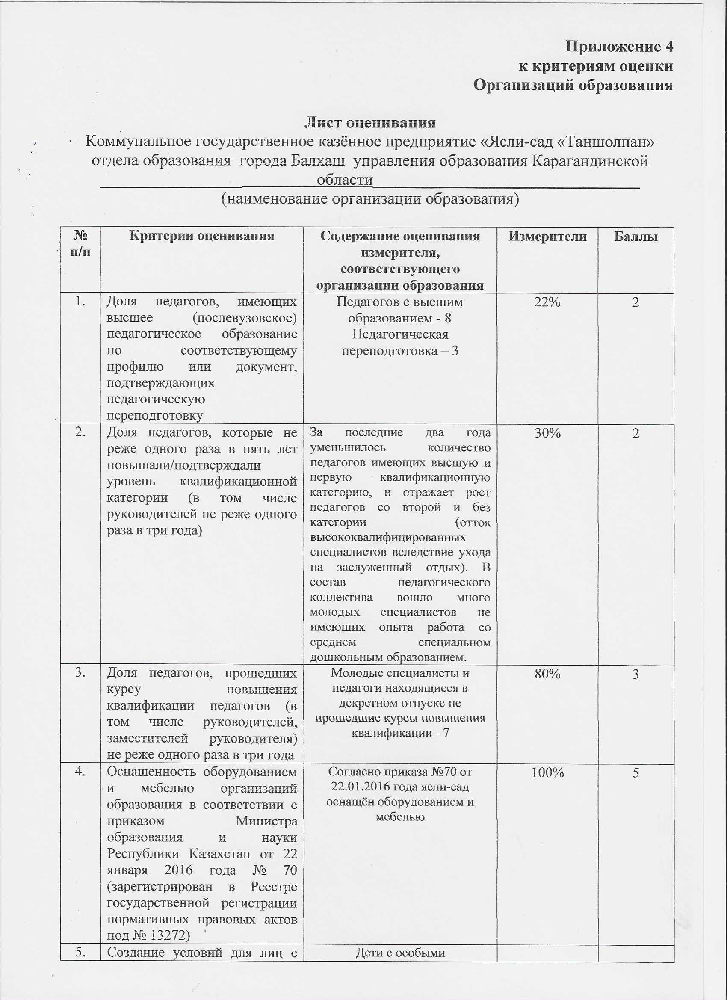 Приложение 4
к критериям оценки
Организаций образования
Лист оценивания
Коммунальное государственное казённое предприятие «Ясли-сад «Таңшолпан»
отдела образования города Балхаш управления образования Карагандинской
области
(наименование организации образования)
№
п/п
Критерии оценивания
Содержание оценивания
измерителя,
соответствующего
организации образования
Измерители
Баллы
1.
Доля педагогов, имеющих
высшее (послевузовское)
педагогическое образование
по соответствующему
профилю или документ,
подтверждающих
педагогическую
переподготовку
Педагогов с высшим
образованием - 8
Педагогическая
переподготовка – 3
22%
2
2.
Доля педагогов, которые не
реже одного раза в пять лет
повышали/подтверждали
уровень квалификационной
категории (в том числе
руководителей не реже одного
раза в три года)
За последние два года
уменьшилось количество
педагогов имеющих высшую и
первую квалификационную
категорию, и отражает рост
педагогов со второй и без
категории (отток
высококвалифицированных
специалистов вследствие ухода
на заслуженный отдых). В
состав педагогического
коллектива вошло много
молодых специалистов не
имеющих опыта работа со
среднем специальном
дошкольным образованием.
30%
2
3.
Доля педагогов, прошедших
курсу повышения
квалификации педагогов (в
том числе руководителей,
заместителей руководителя)
не реже одного раза в три года
Молодые специалисты и
педагоги находящиеся в
декретном отпуске не
прошедшие курсы повышения
квалификации - 7
80%
3
4.
Оснащенность оборудованием
и мебелью организаций
образования в соответствии с
приказом Министра
образования и науки
Республики Казахстан от 22
января 2016 года № 70
(зарегистрирован в Реестре
государственной регистрации
нормативных правовых актов
под № 13272)
Согласно приказа №70 от
22.01.2016 года ясли-сад
оснащён оборудованием и
мебелью
100%
5
5.
Создание условий для лиц с
Дети с особыми